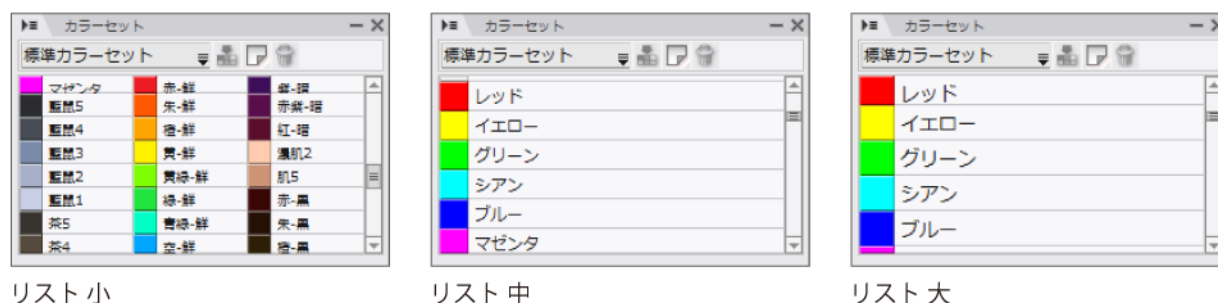 カラーセット
標準カラーセット
マゼンタ 赤-鮮 紫-暗
藍鼠5 朱-鮮 赤紫-暗
藍鼠4 橙-鮮 紅-暗
藍鼠3 黄-鮮 濃肌2
藍鼠2 黄緑-鮮 肌5
藍鼠1 緑-鮮 赤-黒
茶5 青緑-鮮 朱-黒
茶4 空-鮮 橙-黒
リスト 小
カラーセット
標準カラーセット
レッド
イエロー
グリーン
シアン
ブルー
マゼンタ
リスト 中
カラーセット
標準カラーセット
レッド
イエロー
グリーン
シアン
ブルー
リスト 大